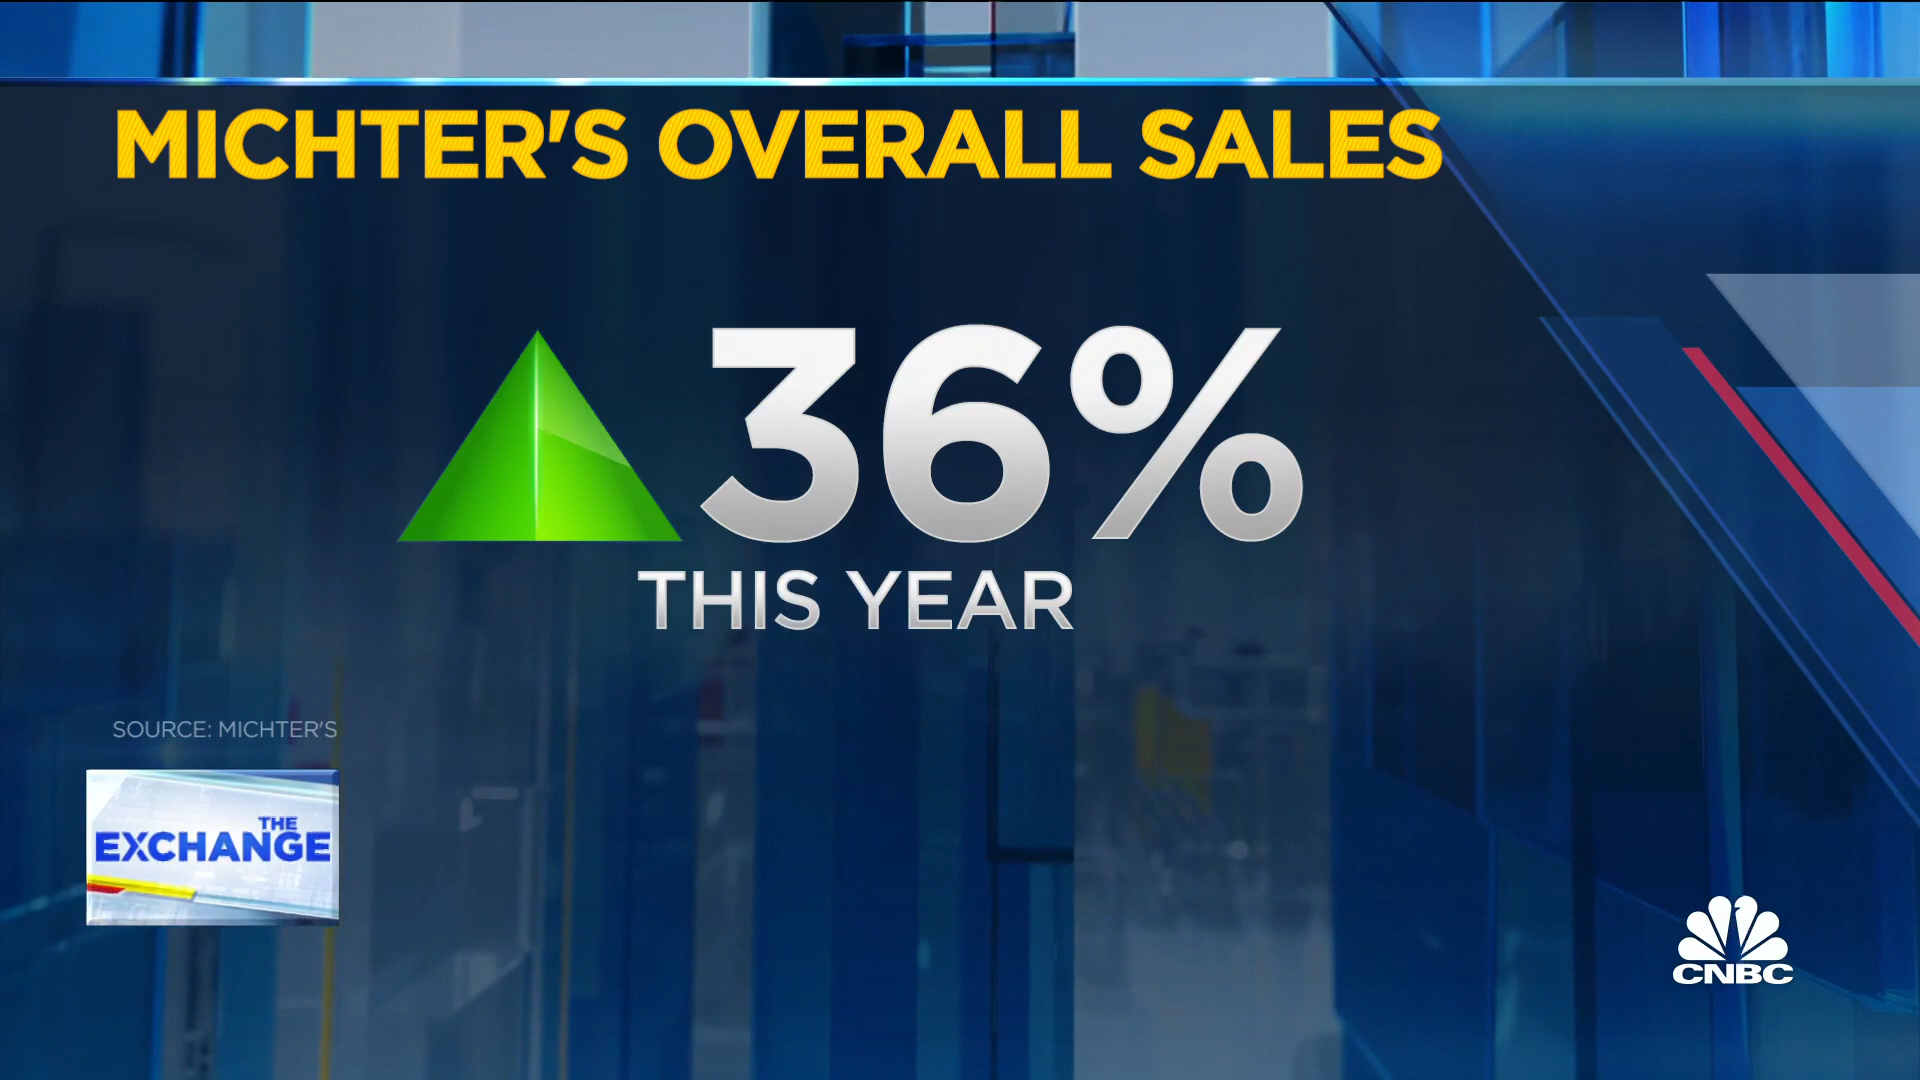 MICHTER'S OVERALL SALES
36%
THIS YEAR
SOURCE: MICHTER'S
THE
EXCHANGE
CNBC